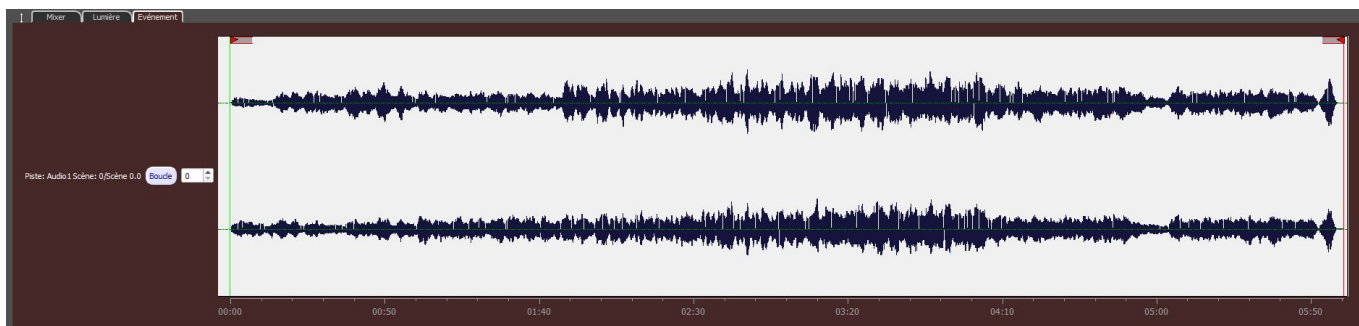 Mixer Lumière Evénement
Piste: Audio1 Scène: 0/Scène 0.0 Boucle 0
00:00 00:50 01:40 02:30 03:20 04:10 05:00 05:50